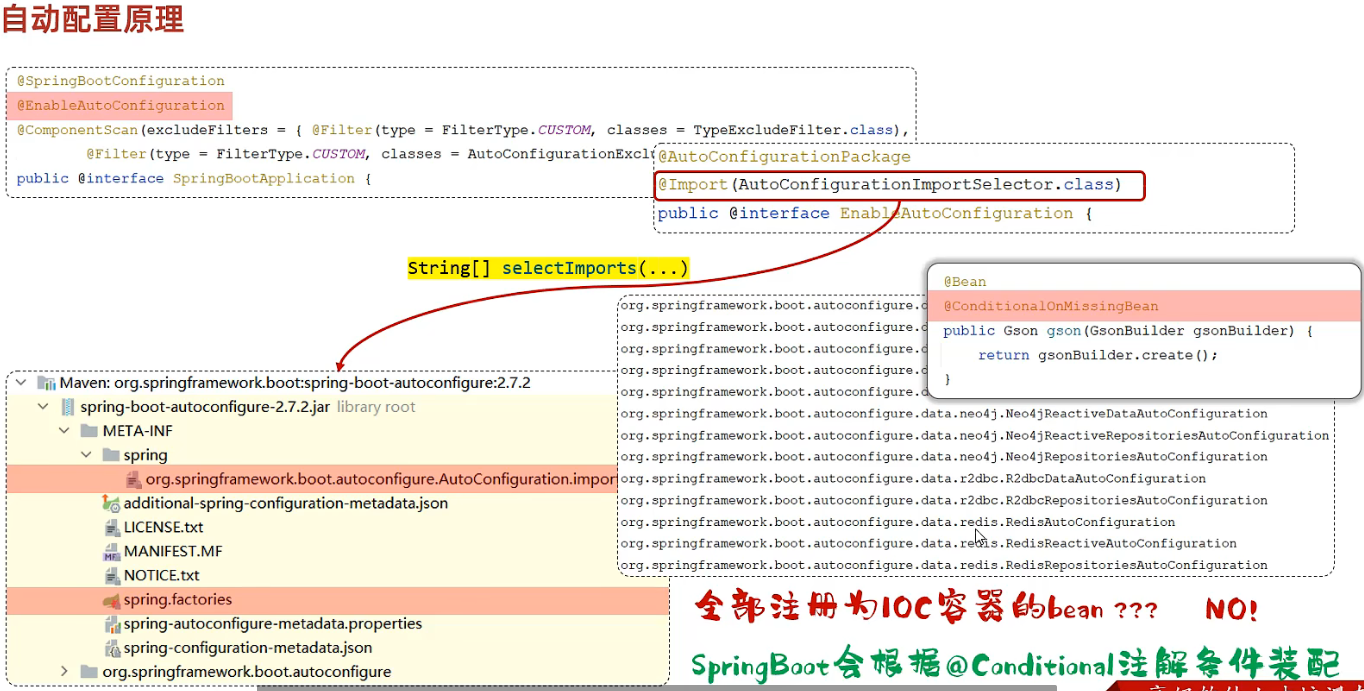 自动配置原理
@SpringBootConfiguration
@EnableAutoConfiguration
@ComponentScan(excludeFilters = { @Filter(type = FilterType.CUSTOM, classes = TypeExcludeFilter.class),
@Filter(type = FilterType.CUSTOM, classes = AutoConfigurationExcl
public @interface SpringBootApplication {
@AutoConfigurationPackage
@Import(AutoConfigurationImportSelector.class)
public @interface EnableAutoConfiguration {
String[] selectImports(...)
@Bean
@ConditionalOnMissingBean
public Gson gson(GsonBuilder gsonBuilder) {
return gsonBuilder.create();
}
org.springframework.boot.autoconfigure.
org.springframework.boot.autoconfigure.
org.springframework.boot.autoconfigure.
org.springframework.boot.autoconfigure.
org.springframework.boot.autoconfigure.
org.springframework.boot.autoconfigure.data.neo4j.Neo4jReactiveDataAutoConfiguration
org.springframework.boot.autoconfigure.data.neo4j.Neo4jReactiveRepositoriesAutoConfiguration
org.springframework.boot.autoconfigure.data.neo4j.Neo4jRepositoriesAutoConfiguration
org.springframework.boot.autoconfigure.data.r2dbc.R2dbcDataAutoConfiguration
org.springframework.boot.autoconfigure.data.r2dbc.R2dbcRepositoriesAutoConfiguration
org.springframework.boot.autoconfigure.data.redis.RedisAutoConfiguration
org.springframework.boot.autoconfigure.data.redis.RedisReactiveAutoConfiguration
org.springframework.boot.autoconfigure.data.redis.RedisRepositoriesAutoConfiguration
Maven: org.springframework.boot:spring-boot-autoconfigure:2.7.2
spring-boot-autoconfigure-2.7.2.jar library root
META-INF
spring
org.springframework.boot.autoconfigure.AutoConfiguration.impor
additional-spring-configuration-metadata.json
LICENSE.txt
MANIFEST.MF
NOTICE.txt
spring.factories
spring-autoconfigure-metadata.properties
spring-configuration-metadata.json
org.springframework.boot.autoconfigure
全部注册为IOC容器的bean ??? NO!
SpringBoot会根据@Conditional注解条件装配